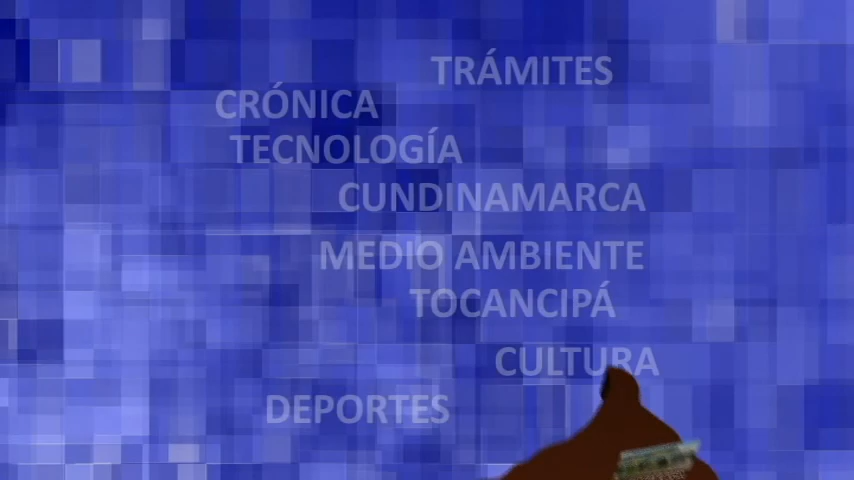 TRÁMITES
CRÓNICA
TECNOLOGÍA
CUNDINAMARCA
MEDIO AMBIENTE
TOCANCIPÁ
CULTURA
DEPORTES